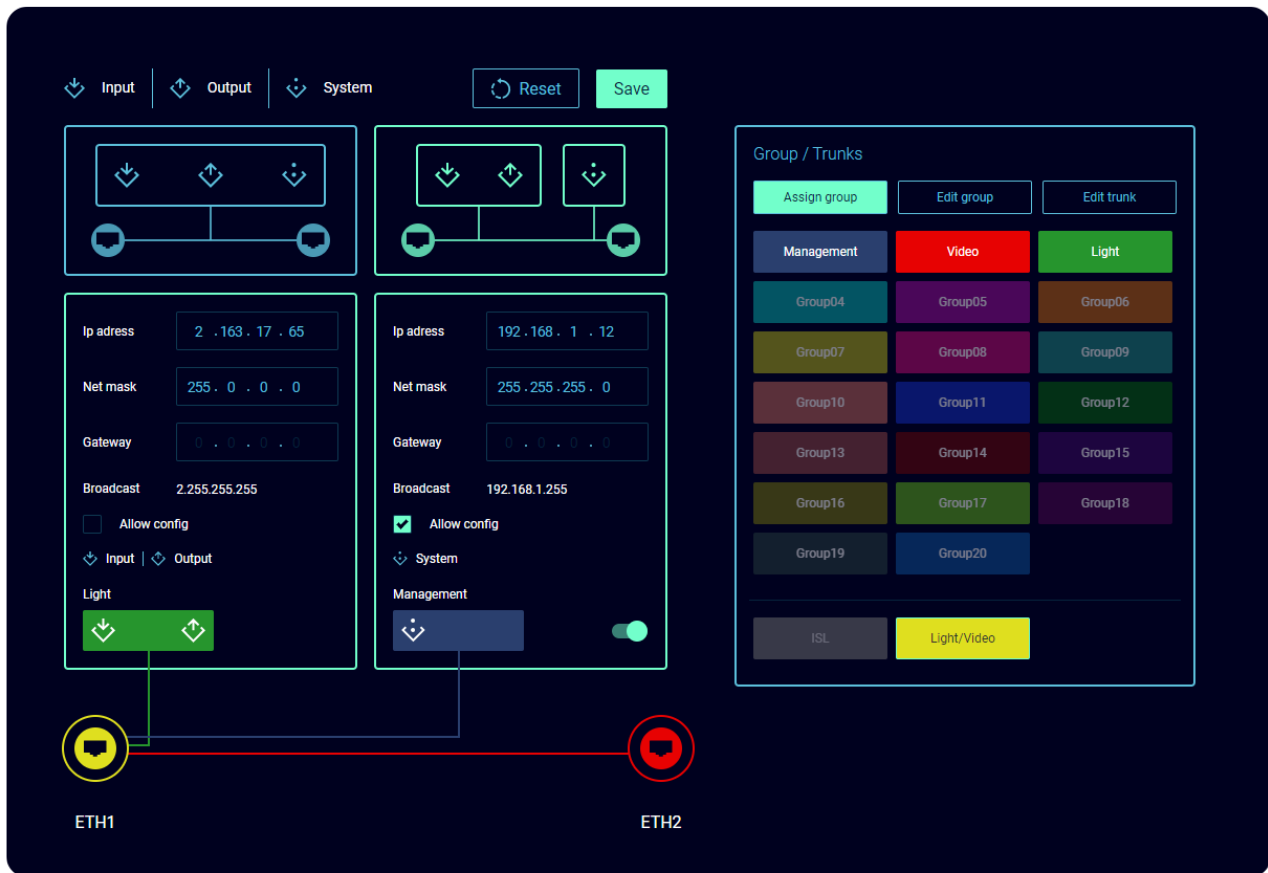 Input Output System Reset Save
Group / Trunks
Assign group Edit group Edit trunk
Management Video Light
Group04 Group05 Group06
Group07 Group08 Group09
Group10 Group11 Group12
Group13 Group14 Group15
Group16 Group17 Group18
Group19 Group20
ISL Light/Video
Ip adress 2 .163. 17 . 65
Net mask 255. 0 . 0 . 0
Gateway 0 . 0 . 0 . 0
Broadcast 2.255.255.255
Allow config
Input | Output
Light
Ip adress 192.168. 1 . 12
Net mask 255.255.255. 0
Gateway 0 . 0 . 0 . 0
Broadcast 192.168.1.255
Allow config
System
Management
ETH1 ETH2